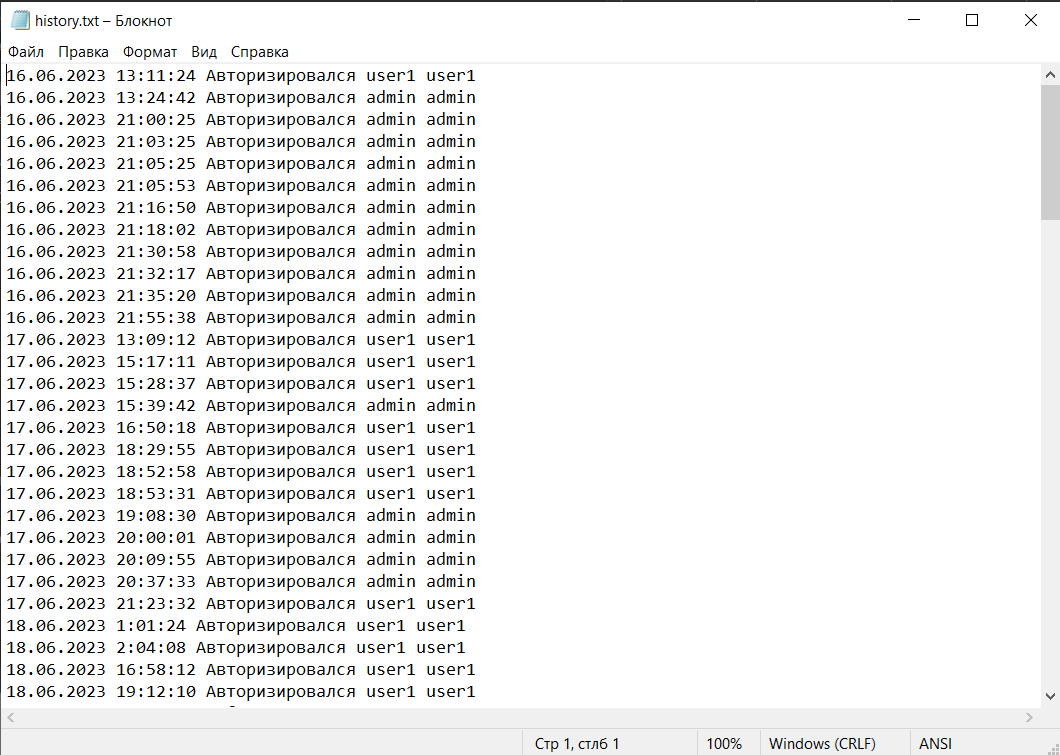 history.txt – Блокнот
Файл Правка Формат Вид Справка
16.06.2023 13:11:24 Авторизировался user1 user1
16.06.2023 13:24:42 Авторизировался admin admin
16.06.2023 21:00:25 Авторизировался admin admin
16.06.2023 21:03:25 Авторизировался admin admin
16.06.2023 21:05:25 Авторизировался admin admin
16.06.2023 21:05:53 Авторизировался admin admin
16.06.2023 21:16:50 Авторизировался admin admin
16.06.2023 21:18:02 Авторизировался admin admin
16.06.2023 21:30:58 Авторизировался admin admin
16.06.2023 21:32:17 Авторизировался admin admin
16.06.2023 21:35:20 Авторизировался admin admin
16.06.2023 21:55:38 Авторизировался admin admin
17.06.2023 13:09:12 Авторизировался user1 user1
17.06.2023 15:17:11 Авторизировался user1 user1
17.06.2023 15:28:37 Авторизировался user1 user1
17.06.2023 15:39:42 Авторизировался admin admin
17.06.2023 16:50:18 Авторизировался user1 user1
17.06.2023 18:29:55 Авторизировался user1 user1
17.06.2023 18:52:58 Авторизировался user1 user1
17.06.2023 18:53:31 Авторизировался user1 user1
17.06.2023 19:08:30 Авторизировался admin admin
17.06.2023 20:00:01 Авторизировался admin admin
17.06.2023 20:09:55 Авторизировался admin admin
17.06.2023 20:37:33 Авторизировался admin admin
17.06.2023 21:23:32 Авторизировался user1 user1
18.06.2023 1:01:24 Авторизировался user1 user1
18.06.2023 2:04:08 Авторизировался user1 user1
18.06.2023 16:58:12 Авторизировался user1 user1
18.06.2023 19:12:10 Авторизировался user1 user1
Стр 1, стлб 1 100% Windows (CRLF) ANSI